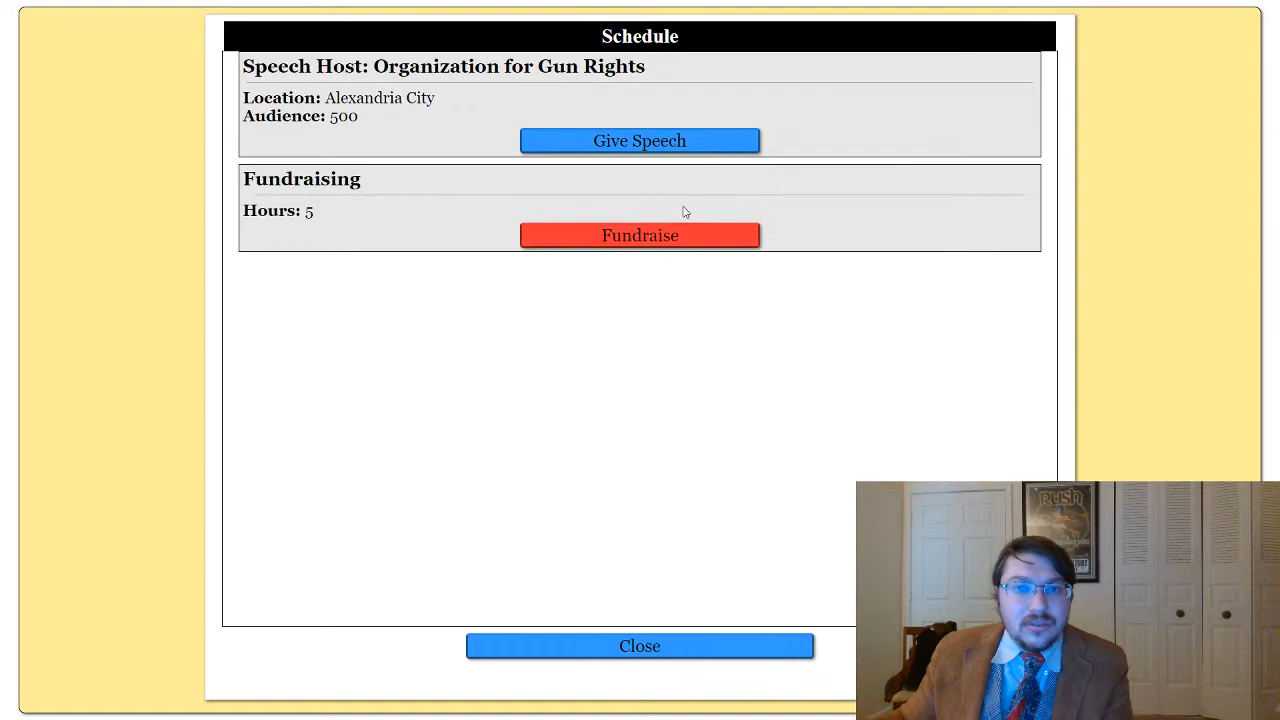 Schedule
Speech Host: Organization for Gun Rights
Location: Alexandria City
Audience: 500
Give Speech
Fundraising
Hours: 5
Fundraise
Close
RUSH